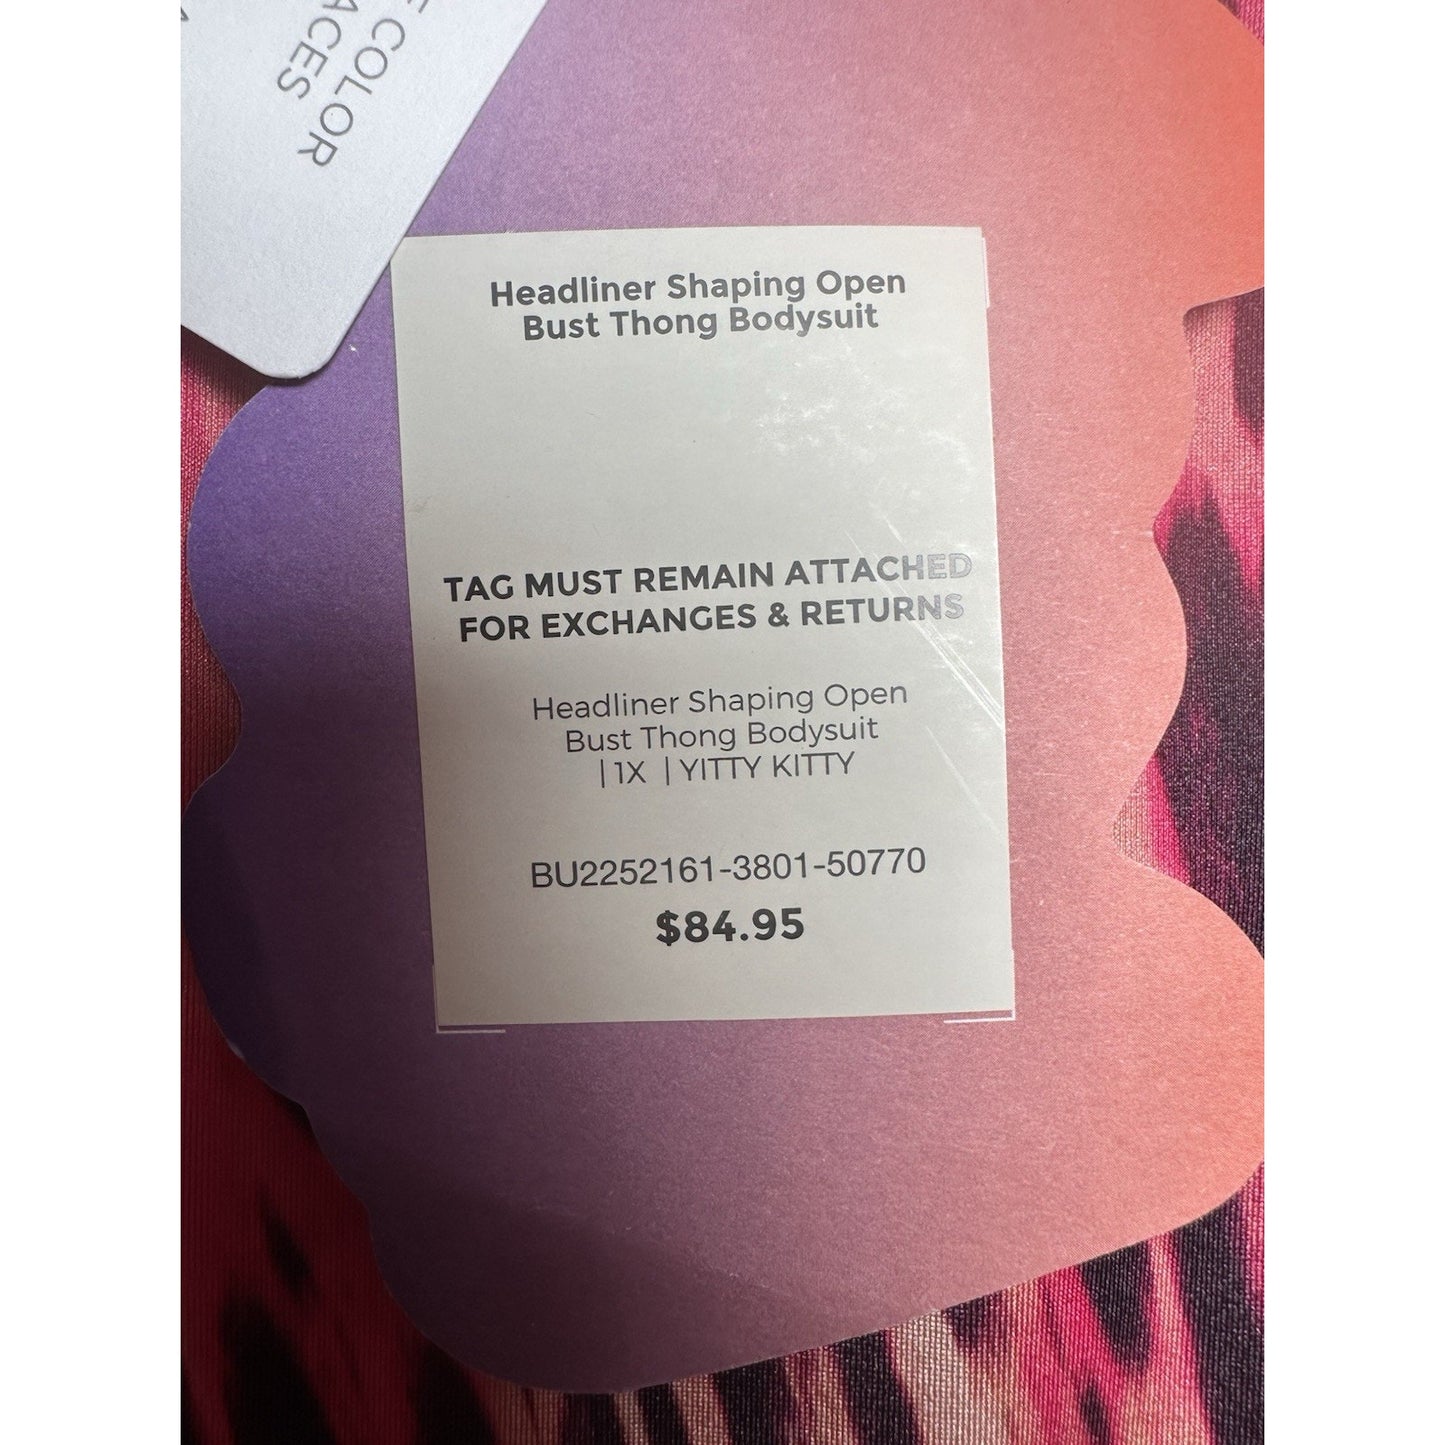 COLOR
Headliner Shaping Open
Bust Thong Bodysuit
TAG MUST REMAIN ATTACHED
FOR EXCHANGES & RETURNS
Headliner Shaping Open
Bust Thong Bodysuit
| 1X | YITTY KITTY
BU2252161-3801-50770
$84.95